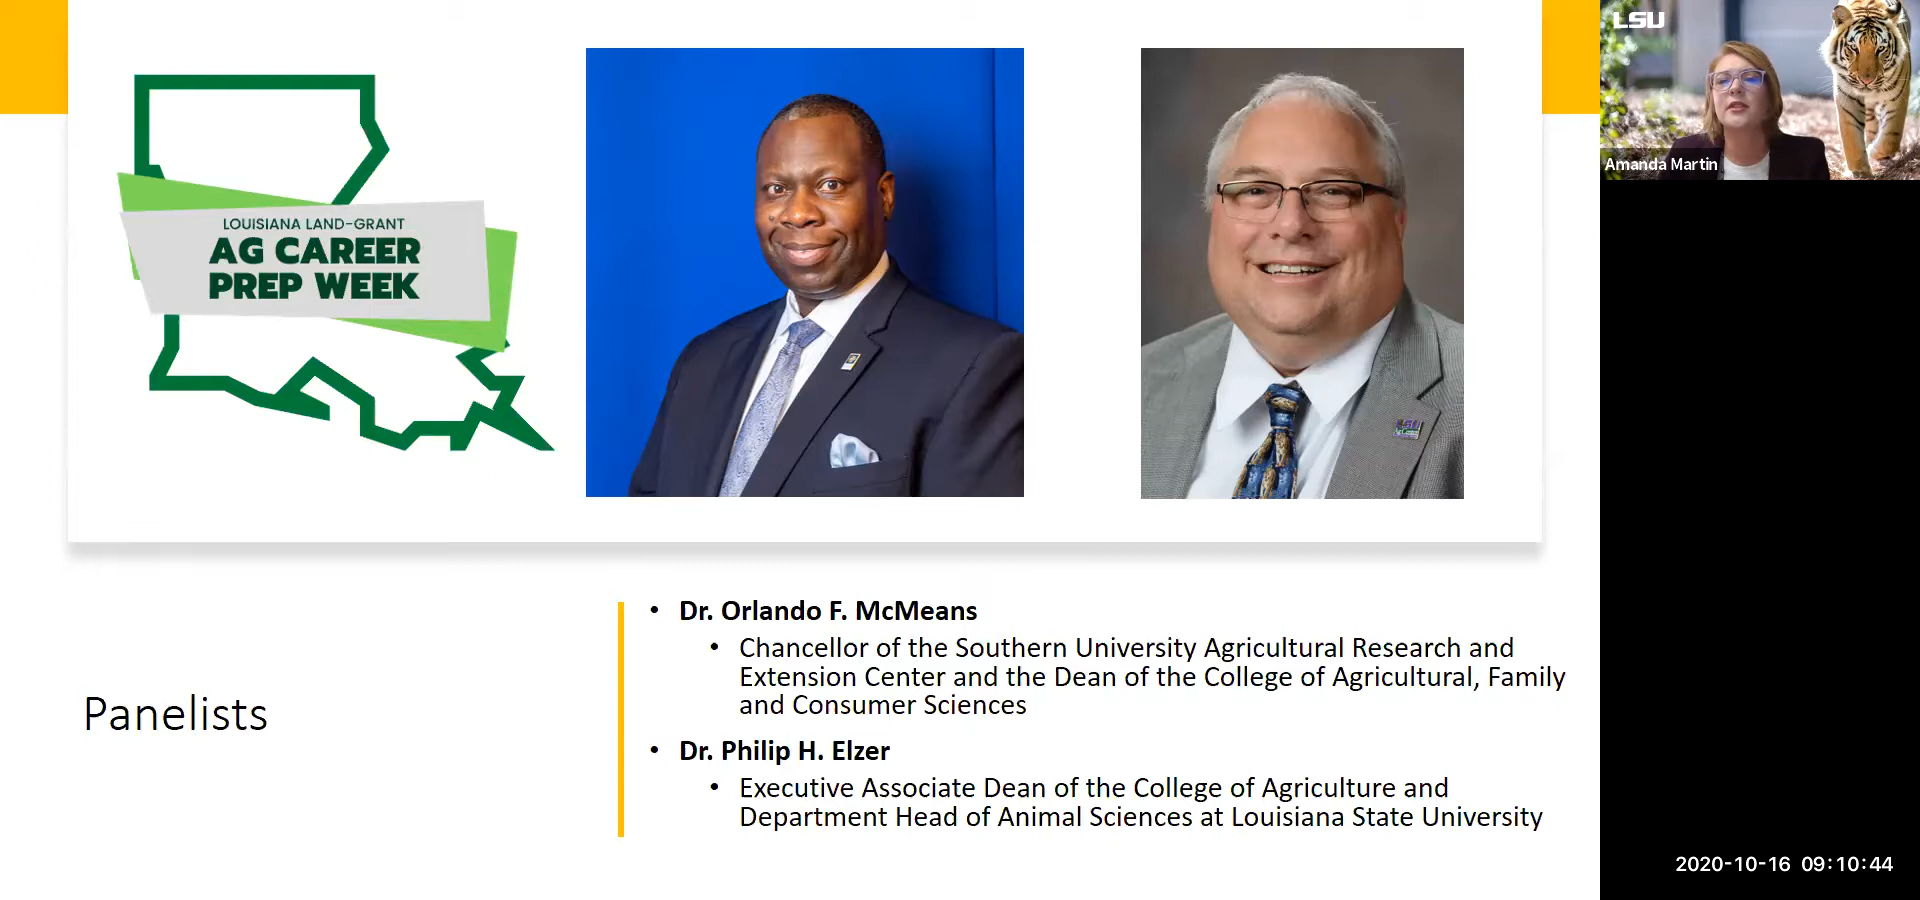 LOUISIANA LAND-GRANT
AG CAREER
PREP WEEK
LSU
Amanda Martin
Panelists
• Dr. Orlando F. McMeans
• Chancellor of the Southern University Agricultural Research and
Extension Center and the Dean of the College of Agricultural, Family
and Consumer Sciences
• Dr. Philip H. Elzer
• Executive Associate Dean of the College of Agriculture and
Department Head of Animal Sciences at Louisiana State University
2020-10-16 09:10:44